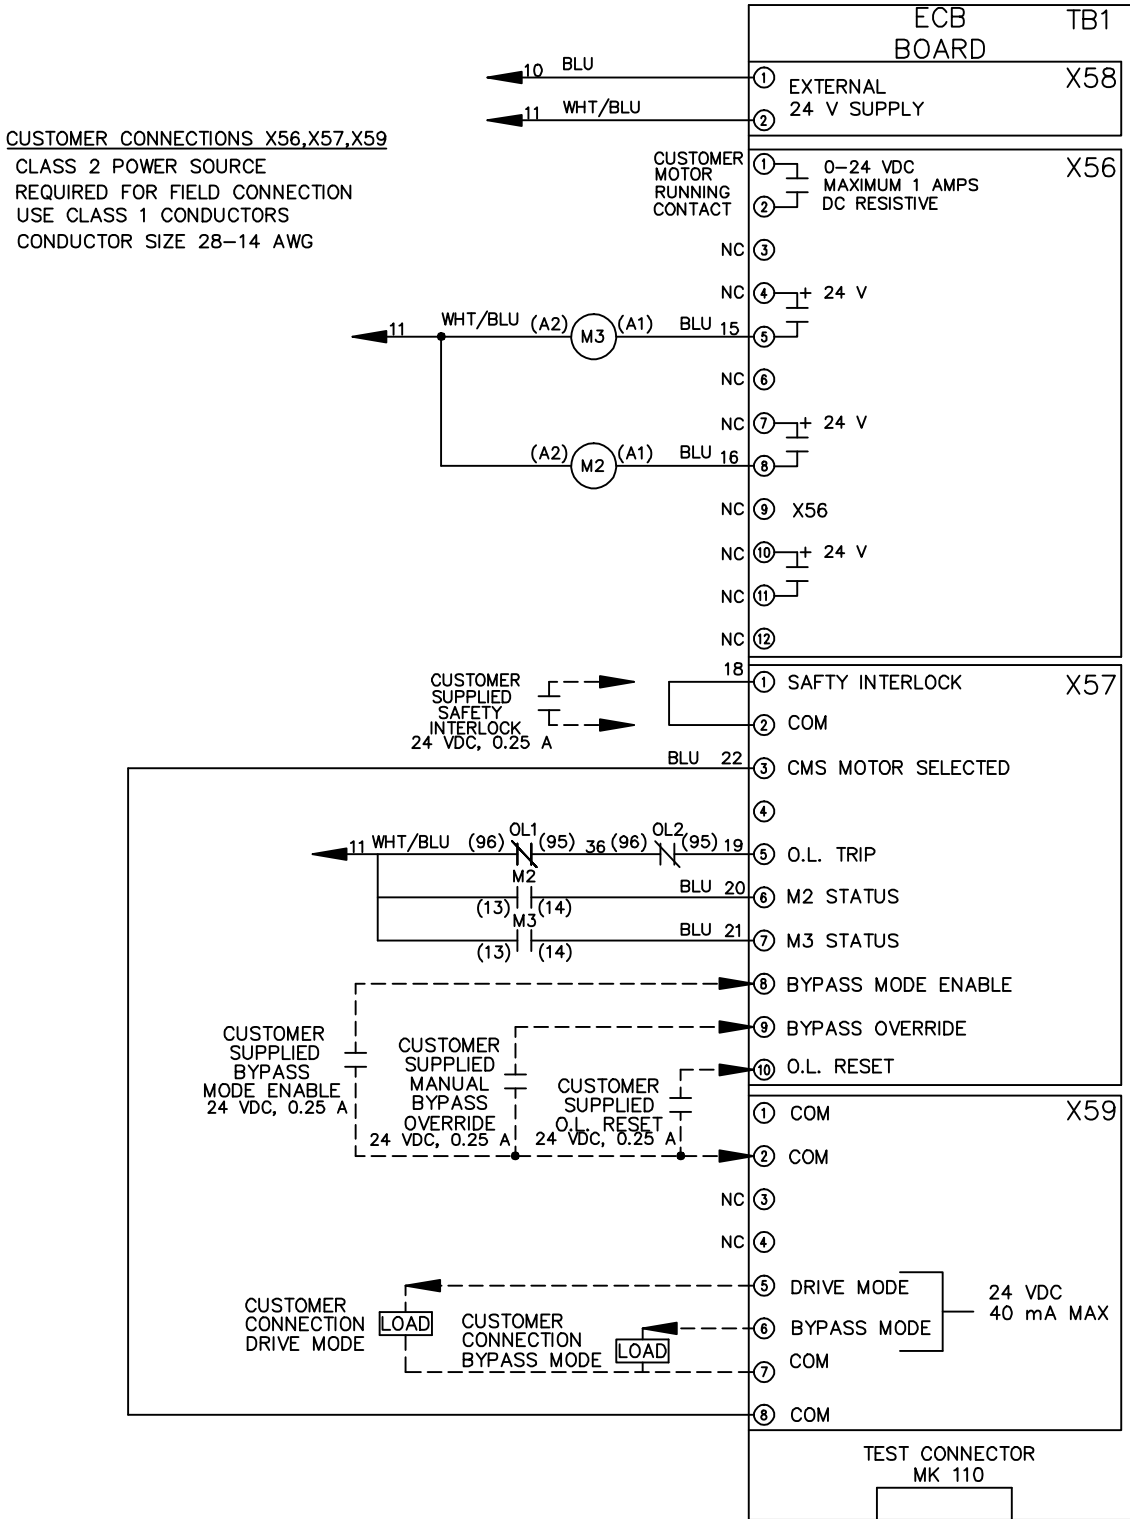 ECB
BOARD
TB1
10 BLU
1
EXTERNAL
24 V SUPPLY
X58
11 WHT/BLU
2
CUSTOMER CONNECTIONS X56,X57,X59
CLASS 2 POWER SOURCE
REQUIRED FOR FIELD CONNECTION
USE CLASS 1 CONDUCTORS
CONDUCTOR SIZE 28-14 AWG
CUSTOMER
MOTOR
RUNNING
CONTACT
1
2
0-24 VDC
MAXIMUM 1 AMPS
DC RESISTIVE
X56
NC 3
NC 4 + 24 V
11 WHT/BLU (A2) M3 (A1) BLU 15 5
NC 6
NC 7 + 24 V
(A2) M2 (A1) BLU 16 8
NC 9 X56
NC 10 + 24 V
NC 11
NC 12
CUSTOMER
SUPPLIED
SAFETY
INTERLOCK
24 VDC, 0.25 A
18 1 SAFTY INTERLOCK
X57
2 COM
BLU 22 3 CMS MOTOR SELECTED
4
11 WHT/BLU (96) OL1 (95) 36 (96) OL2 (95) 19 5 O.L. TRIP
M2
(13) (14) BLU 20 6 M2 STATUS
M3
(13) (14) BLU 21 7 M3 STATUS
8 BYPASS MODE ENABLE
9 BYPASS OVERRIDE
10 O.L. RESET
CUSTOMER
SUPPLIED
BYPASS
MODE ENABLE
24 VDC, 0.25 A
CUSTOMER
SUPPLIED
MANUAL
BYPASS
OVERRIDE
24 VDC, 0.25 A
CUSTOMER
SUPPLIED
O.L. RESET
24 VDC, 0.25 A
1 COM
X59
2 COM
NC 3
NC 4
5 DRIVE MODE
6 BYPASS MODE
24 VDC
40 mA MAX
CUSTOMER
CONNECTION
DRIVE MODE
LOAD
CUSTOMER
CONNECTION
BYPASS MODE
LOAD
7 COM
8 COM
TEST CONNECTOR
MK 110